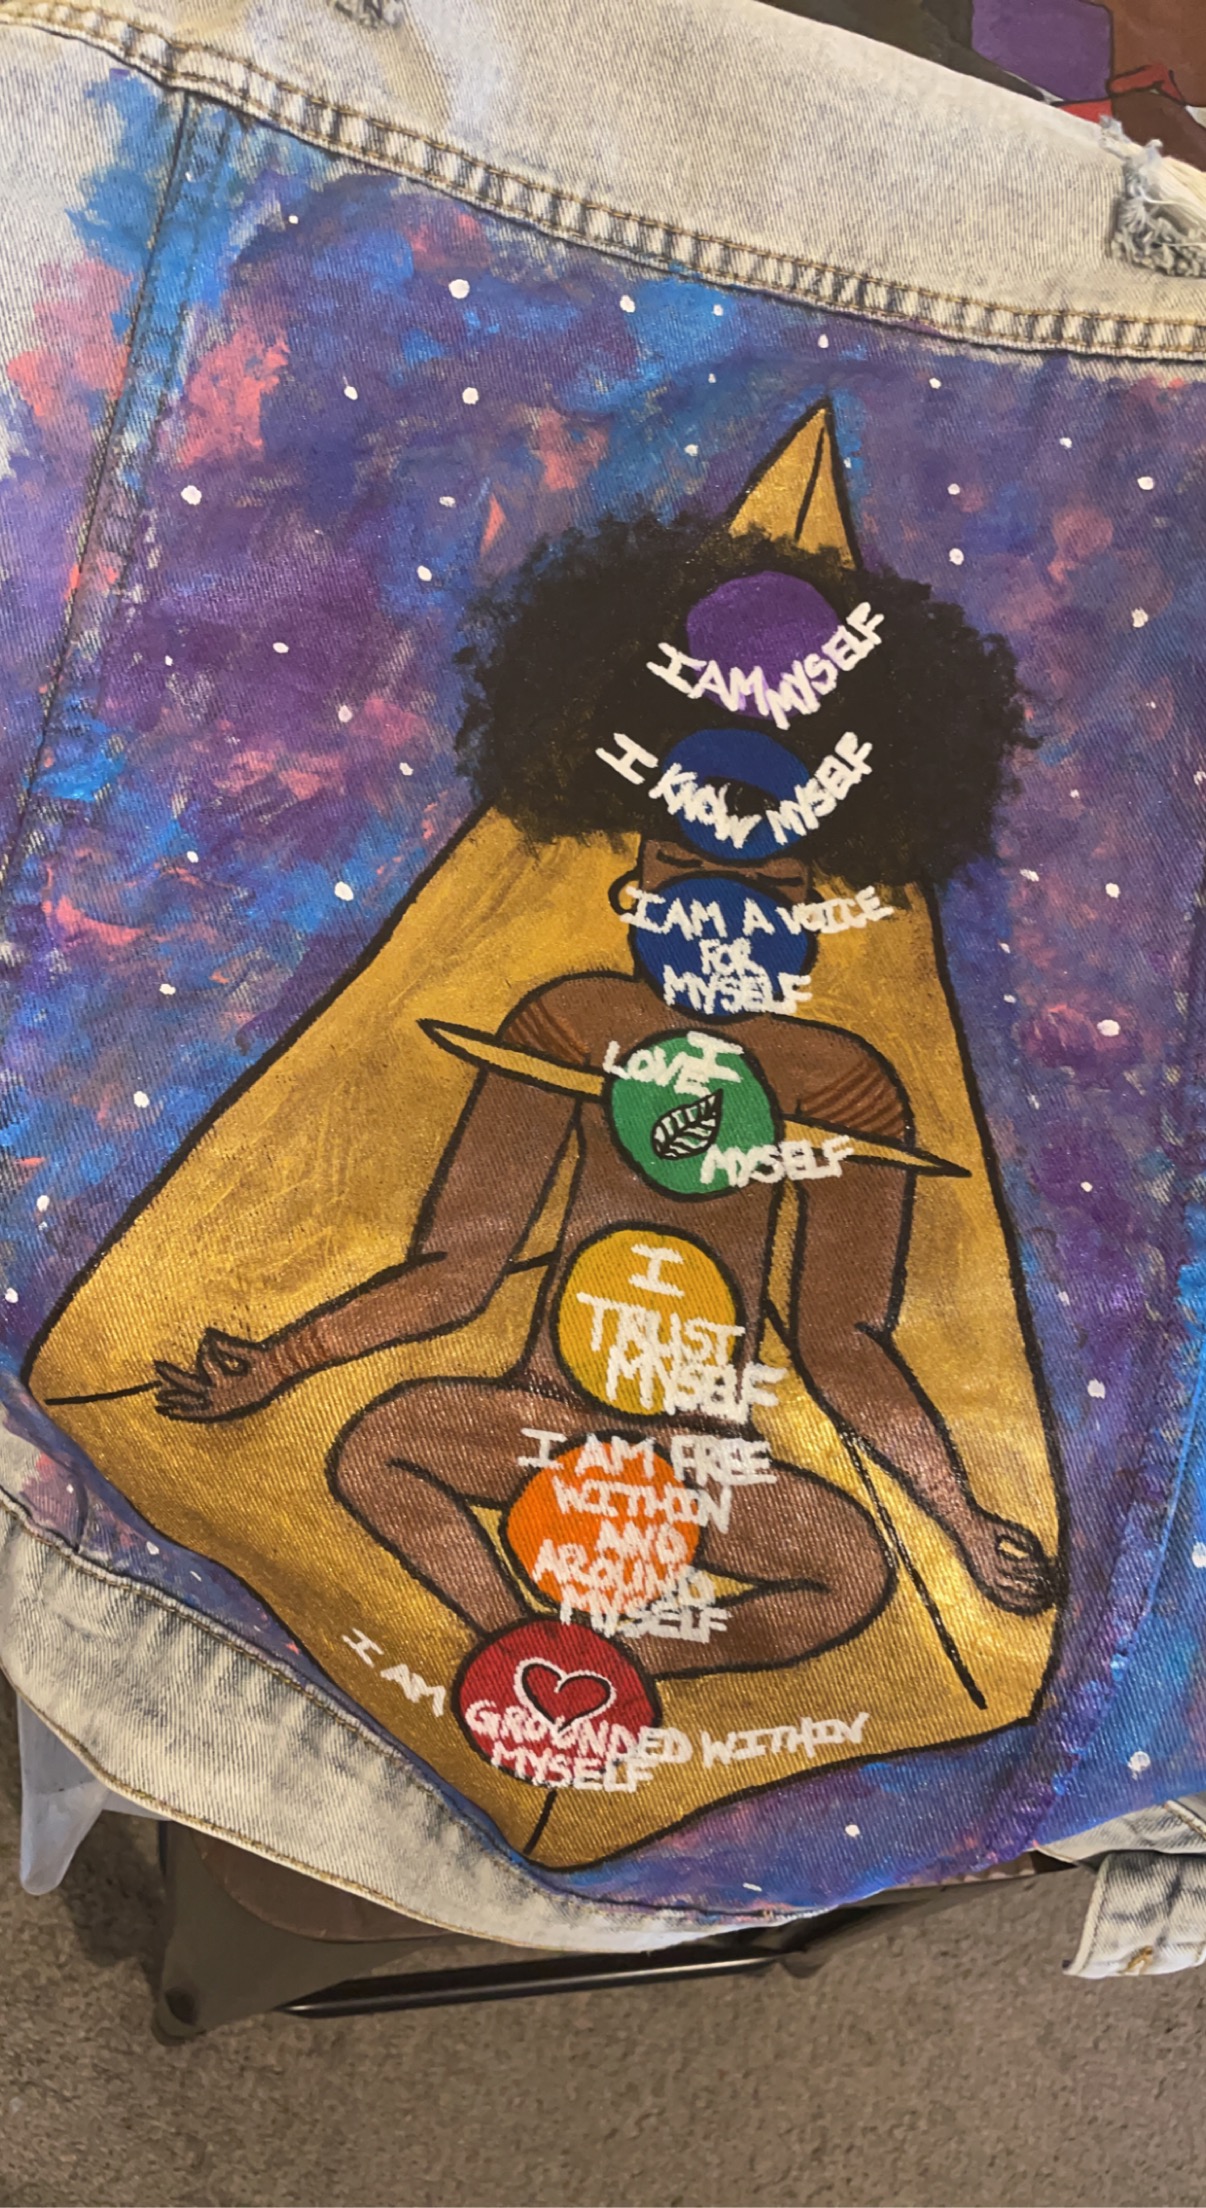 I AM MYSELF
I KNOW MYSELF
I AM A VOICE
FOR
MYSELF
I
LOVE
MYSELF
I
TRUST
MYSELF
I AM FREE
WITHIN
AND
AROUND
MYSELF
I AM GROUNDED WITHIN
MYSELF